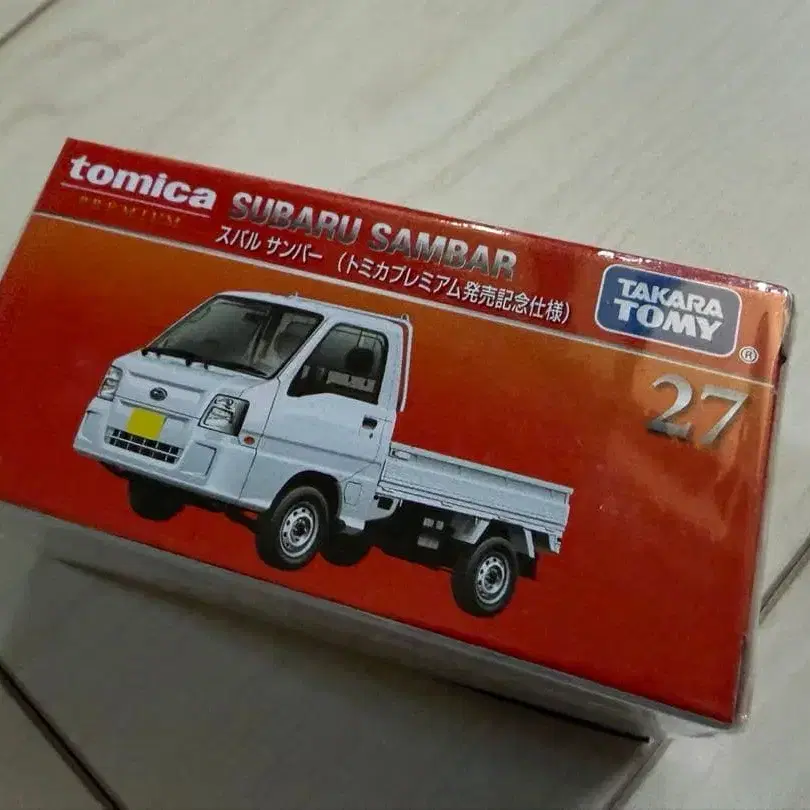 tomica
PREMIUM
SUBARU SAMBAR
スバル サンバー （トミカプレミアム発売記念仕様）
TAKARA
TOMY
®
27